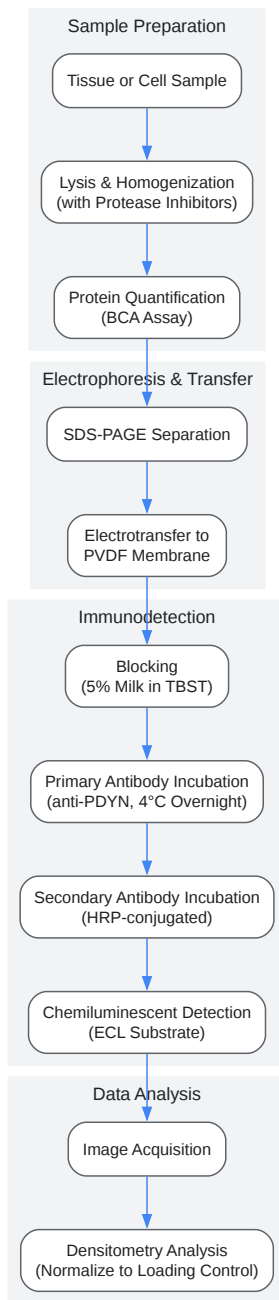 Sample Preparation
Tissue or Cell Sample
Lysis & Homogenization
(with Protease Inhibitors)
Protein Quantification
(BCA Assay)
Electrophoresis & Transfer
SDS-PAGE Separation
Electrotransfer to
PVDF Membrane
Immunodetection
Blocking
(5% Milk in TBST)
Primary Antibody Incubation
(anti-PDYN, 4°C Overnight)
Secondary Antibody Incubation
(HRP-conjugated)
Chemiluminescent Detection
(ECL Substrate)
Data Analysis
Image Acquisition
Densitometry Analysis
(Normalize to Loading Control)